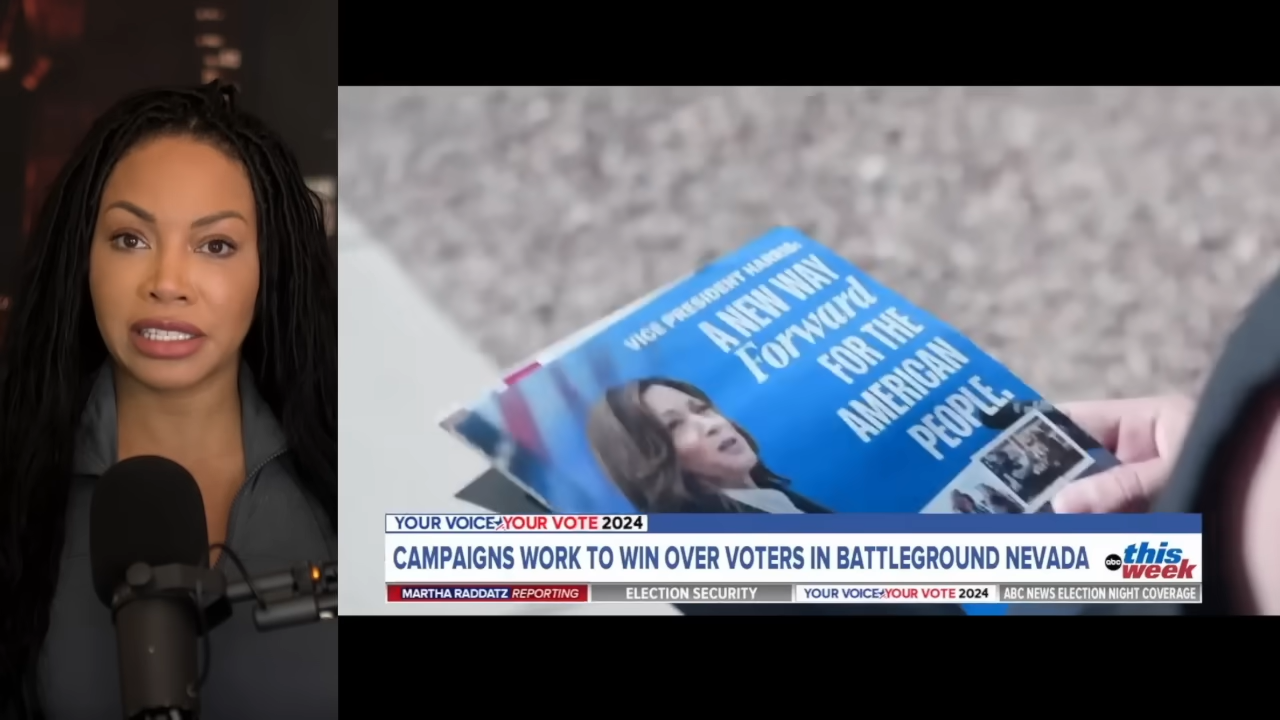 VICE PRESIDENT HARRIS:
A NEW WAY
Forward
FOR THE
AMERICAN
PEOPLE.
YOUR VOICE YOUR VOTE 2024
CAMPAIGNS WORK TO WIN OVER VOTERS IN BATTLEGROUND NEVADA
abc this week
MARTHA RADDATZ REPORTING
ELECTION SECURITY
YOUR VOICE YOUR VOTE 2024
ABC NEWS ELECTION NIGHT COVERAGE